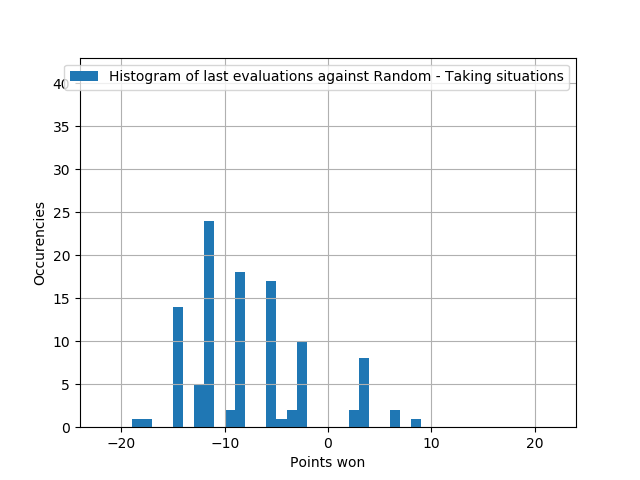 Histogram of last evaluations against Random - Taking situations
40
35
30
25
20
15
10
5
0
Occurencies
−20 −10 0 10 20
Points won